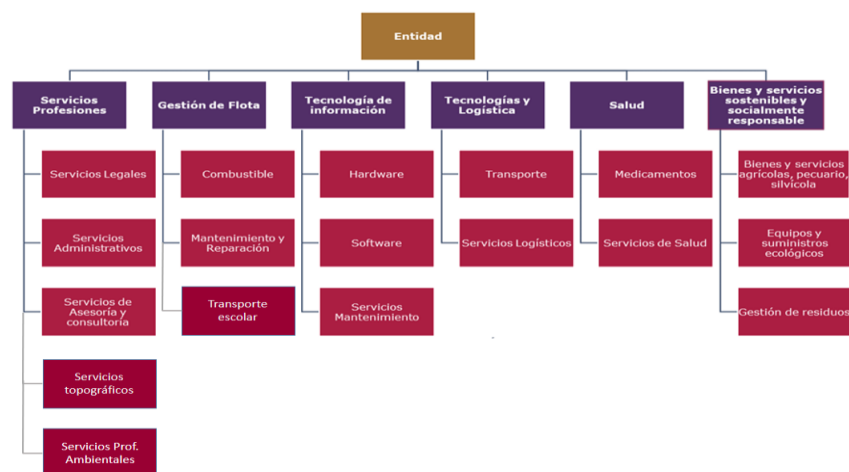 Entidad
Servicios
Profesiones
Gestión de Flota
Tecnología de
información
Tecnologías y
Logística
Salud
Bienes y servicios
sostenibles y
socialmente
responsable
Servicios Legales
Combustible
Hardware
Transporte
Medicamentos
Bienes y servicios
agrícolas, pecuario,
silvícola
Servicios
Administrativos
Mantenimiento y
Reparación
Software
Servicios Logísticos
Servicios de Salud
Equipos y
suministros
ecológicos
Servicios de
Asesoría y
consultoría
Transporte
escolar
Servicios
Mantenimiento
Gestión de residuos
Servicios
topográficos
Servicios Prof.
Ambientales